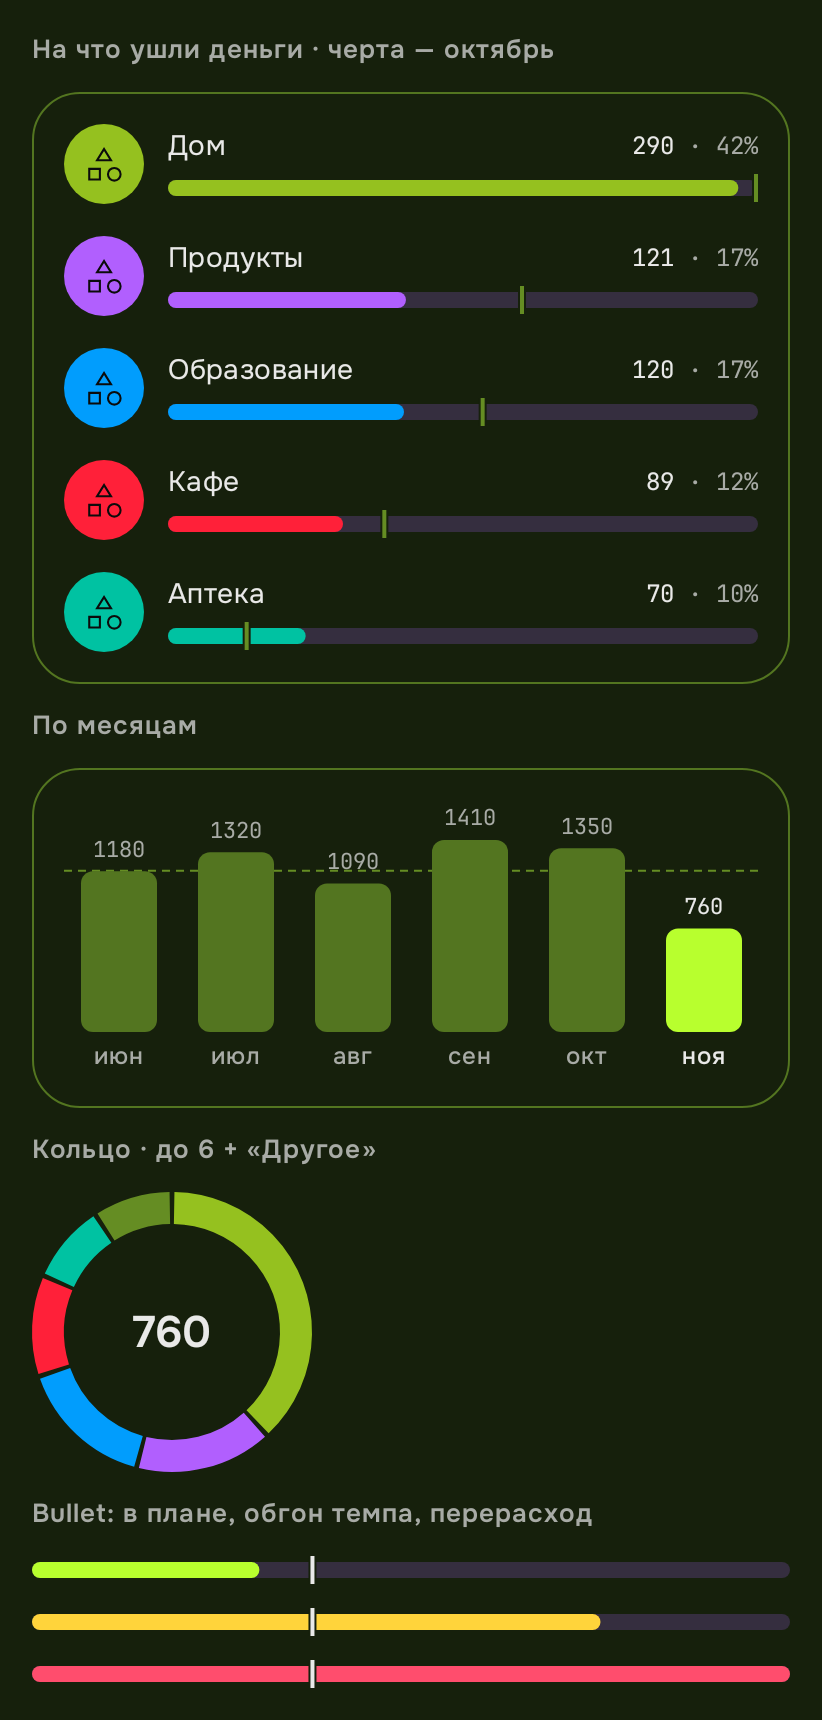 На что ушли деньги · черта — октябрь
Дом 290 · 42%
Продукты 121 · 17%
Образование 120 · 17%
Кафе 89 · 12%
Аптека 70 · 10%
По месяцам
1180 1320 1090 1410 1350 760
июн июл авг сен окт ноя
Кольцо · до 6 + «Другое»
760
Bullet: в плане, обгон темпа, перерасход